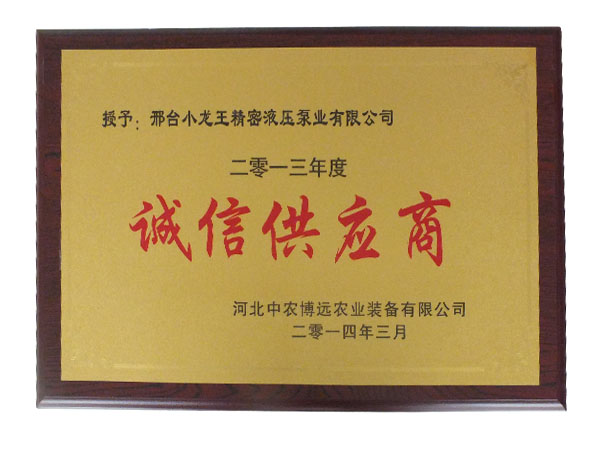 授予：邢台小龙王精密液压泵业有限公司
二零一三年度
诚信供应商
河北中农博远农业装备有限公司
二零一四年三月